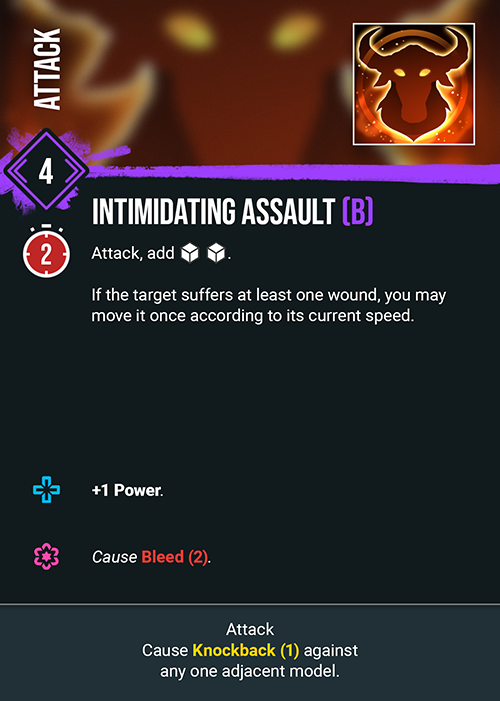 ATTACK
4
INTIMIDATING ASSAULT (B)
2
Attack, add .
If the target suffers at least one wound, you may
move it once according to its current speed.
+1 Power.
Cause Bleed (2).
Attack
Cause Knockback (1) against
any one adjacent model.